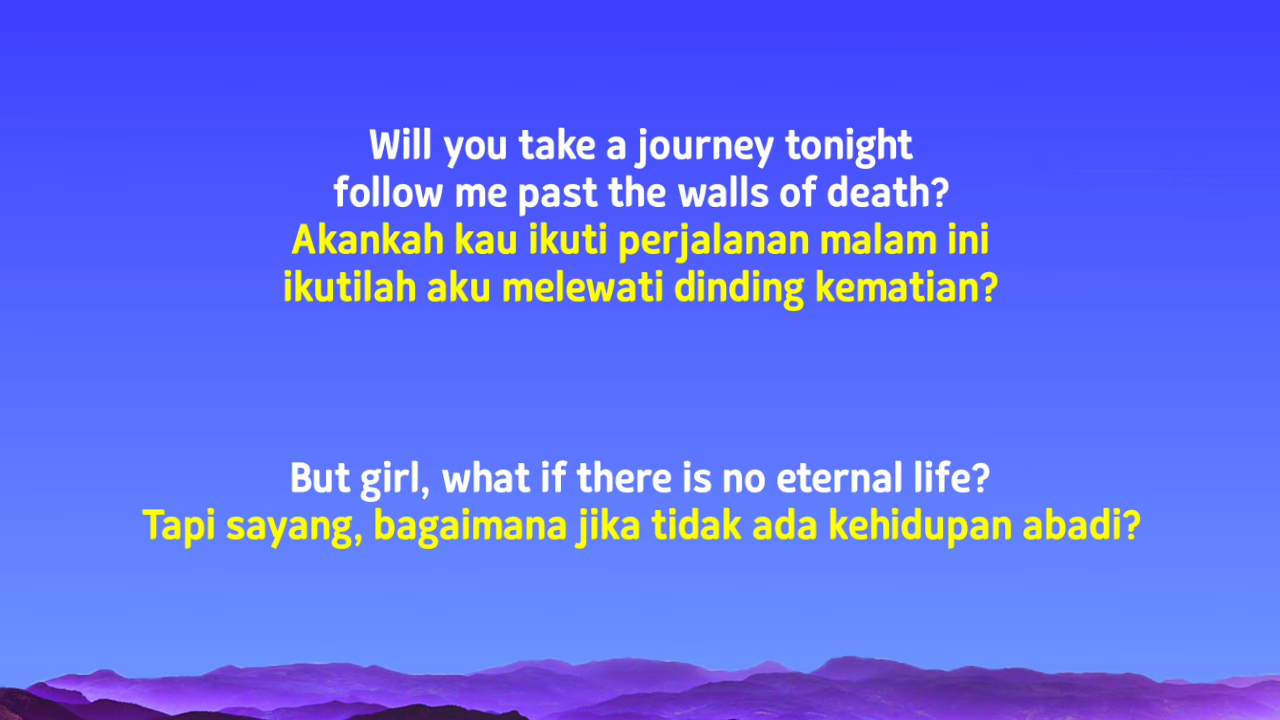 Will you take a journey tonight
follow me past the walls of death?
Akankah kau ikuti perjalanan malam ini
ikutilah aku melewati dinding kematian?
But girl, what if there is no eternal life?
Tapi sayang, bagaimana jika tidak ada kehidupan abadi?